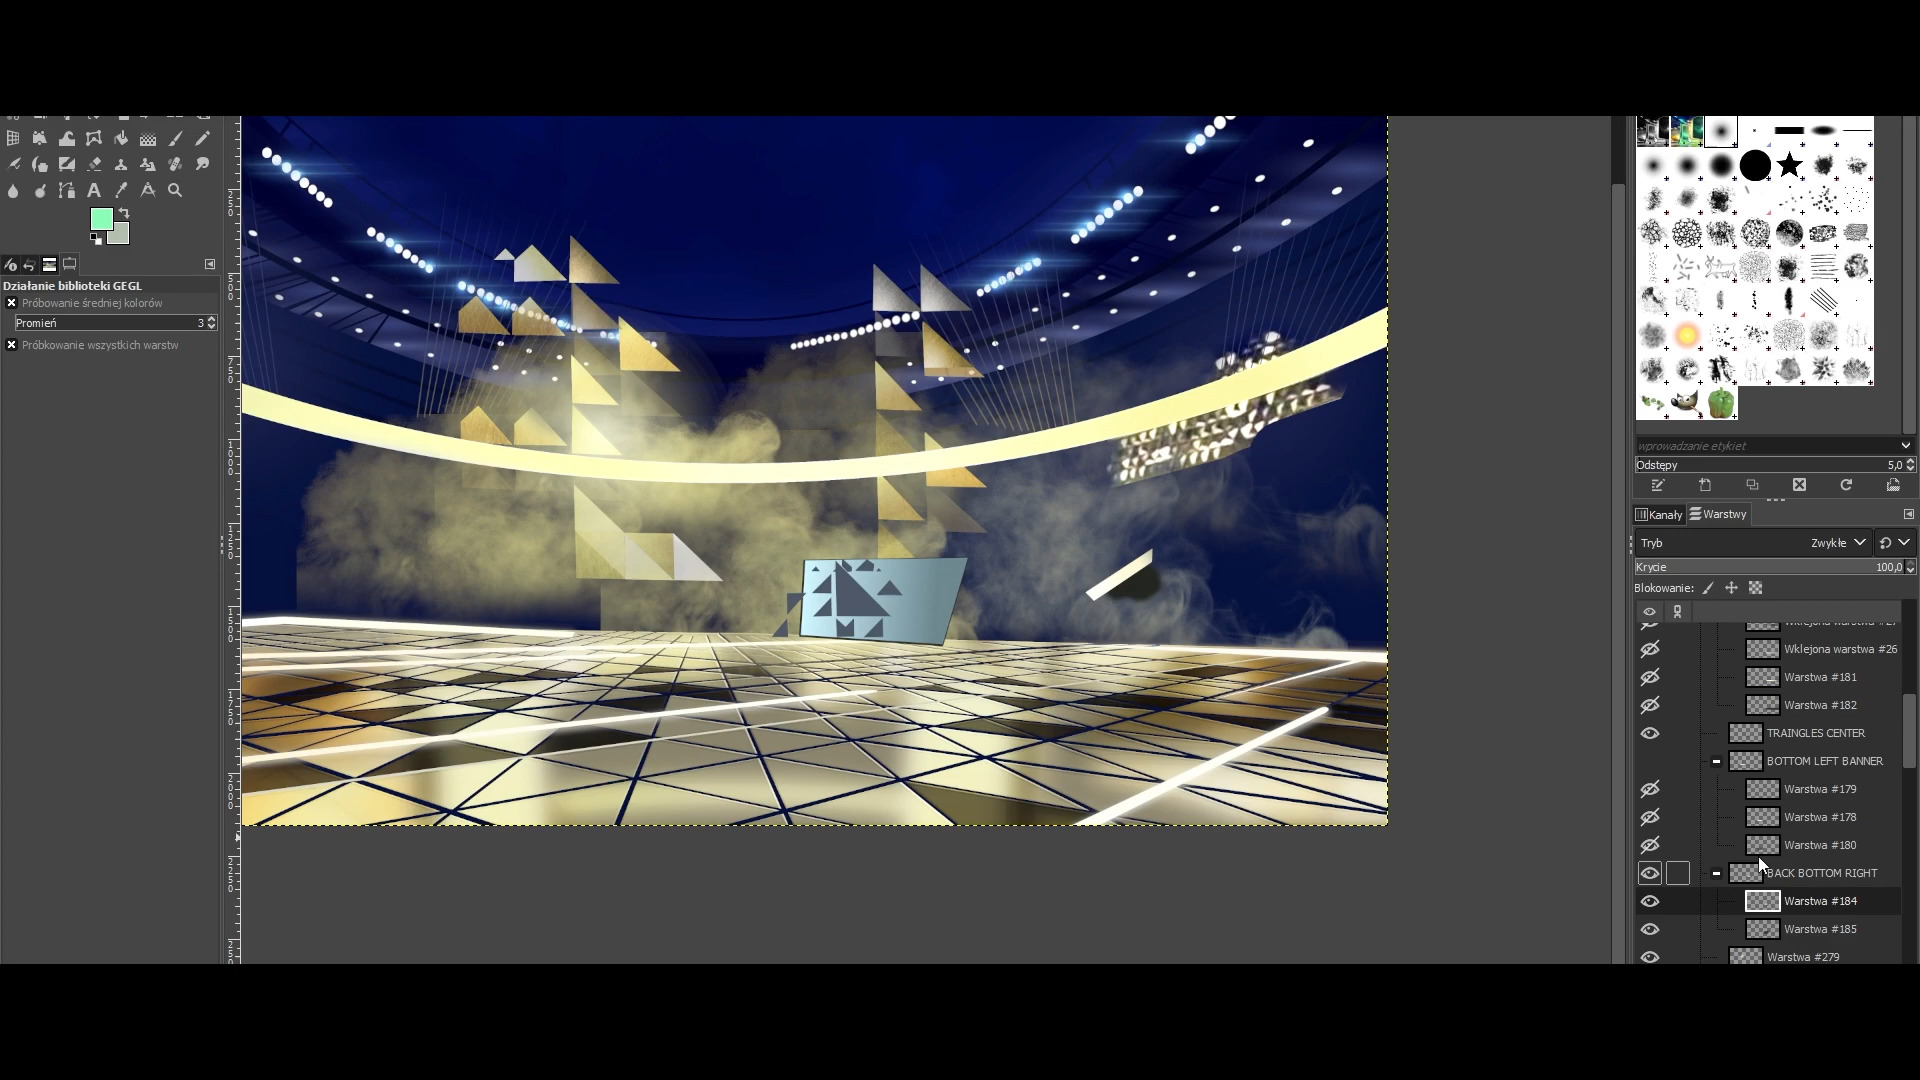 Działanie biblioteki GEGL
Próbowanie średniej kolorów
Promień 3
Próbkowanie wszystkich warstw
wprowadzanie etykiet
Odstępy 5,0
Kanały Warstwy
Tryb Zwykłe
Krycie 100,0
Blokowanie:
Wklejona warstwa #26
Warstwa #181
Warstwa #182
TRAINGLES CENTER
BOTTOM LEFT BANNER
Warstwa #179
Warstwa #178
Warstwa #180
BACK BOTTOM RIGHT
Warstwa #184
Warstwa #185
Warstwa #279